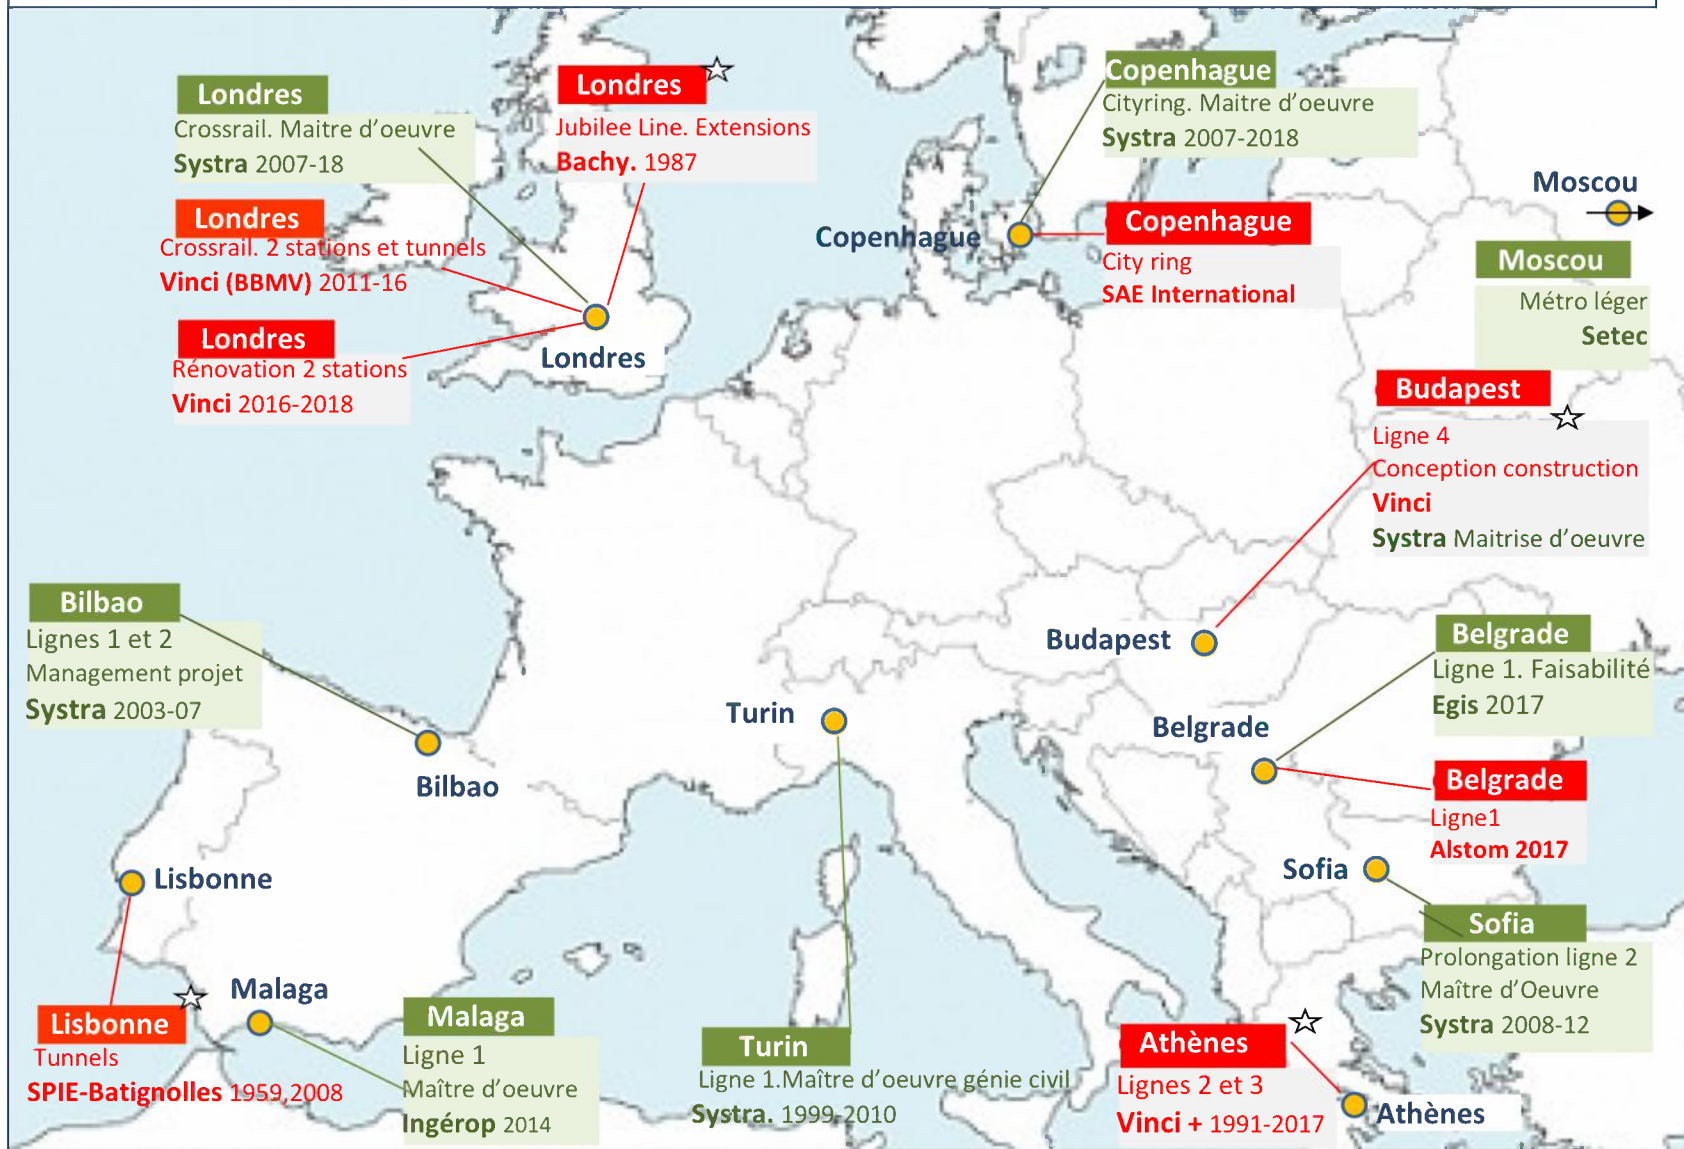 Londres
Crossrail. Maitre d’oeuvre
Systra 2007-18
Londres
Jubilee Line. Extensions
Bachy. 1987
Copenhague
Cityring. Maitre d’oeuvre
Systra 2007-2018
Moscou
Londres
Crossrail. 2 stations et tunnels
Vinci (BBMV) 2011-16
Copenhague
Copenhague
City ring
SAE International
Moscou
Métro léger
Setec
Londres
Rénovation 2 stations
Vinci 2016-2018
Londres
Budapest
Ligne 4
Conception construction
Vinci
Systra Maitrise d’oeuvre
Bilbao
Lignes 1 et 2
Management projet
Systra 2003-07
Budapest
Belgrade
Ligne 1. Faisabilité
Egis 2017
Turin
Belgrade
Bilbao
Belgrade
Ligne1
Alstom 2017
Lisbonne
Sofia
Sofia
Prolongation ligne 2
Maître d’Oeuvre
Systra 2008-12
Malaga
Lisbonne
Tunnels
SPIE-Batignolles 1959,2008
Malaga
Ligne 1
Maître d’oeuvre
Ingérop 2014
Turin
Ligne 1.Maître d’oeuvre génie civil
Systra. 1999-2010
Athènes
Lignes 2 et 3
Vinci + 1991-2017
Athènes